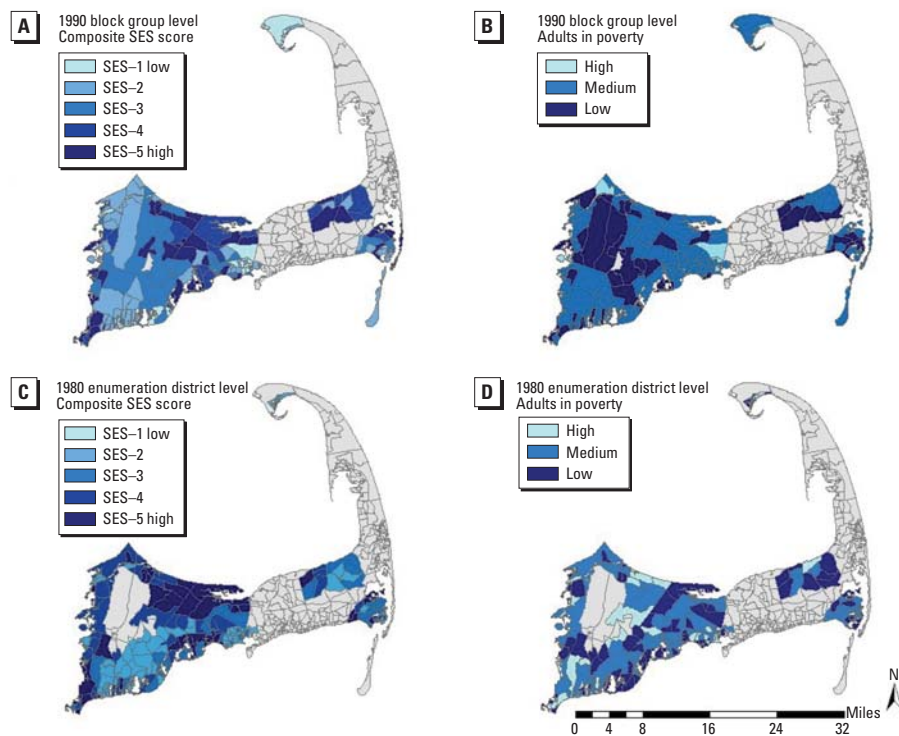 A
1990 block group level
Composite SES score
SES–1 low
SES–2
SES–3
SES–4
SES–5 high
B
1990 block group level
Adults in poverty
High
Medium
Low
C
1980 enumeration district level
Composite SES score
SES–1 low
SES–2
SES–3
SES–4
SES–5 high
D
1980 enumeration district level
Adults in poverty
High
Medium
Low
N
Miles
0 4 8 16 24 32